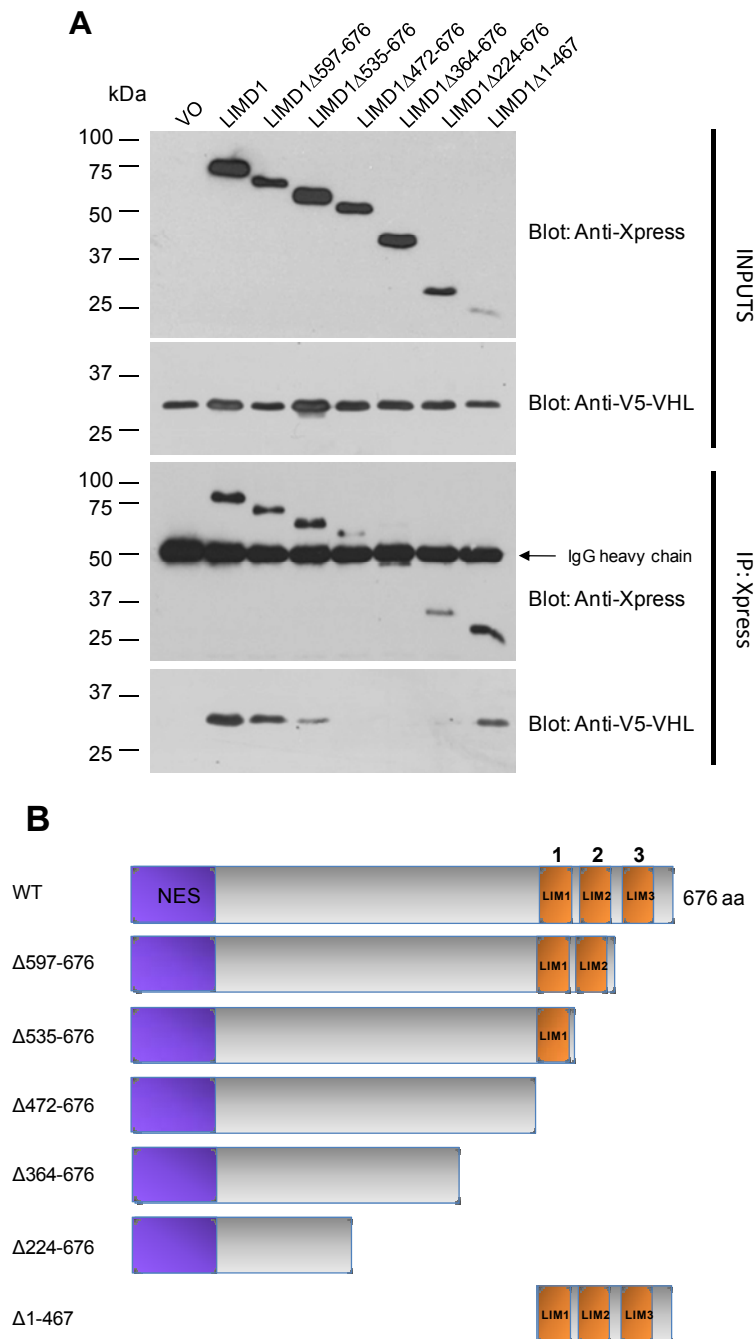 A
kDa
VO
LIMD1
LIMD1Δ597-676
LIMD1Δ535-676
LIMD1Δ472-676
LIMD1Δ364-676
LIMD1Δ224-676
LIMD1Δ1-467
100
75
50
37
25
Blot: Anti-Xpress
37
25
Blot: Anti-V5-VHL
INPUTS
100
75
50
37
25
IgG heavy chain
Blot: Anti-Xpress
37
25
Blot: Anti-V5-VHL
IP: Xpress
B
1 2 3
WT NES LIM1 LIM2 LIM3 676 aa
Δ597-676 LIM1 LIM2
Δ535-676 LIM1
Δ472-676
Δ364-676
Δ224-676
Δ1-467 LIM1 LIM2 LIM3